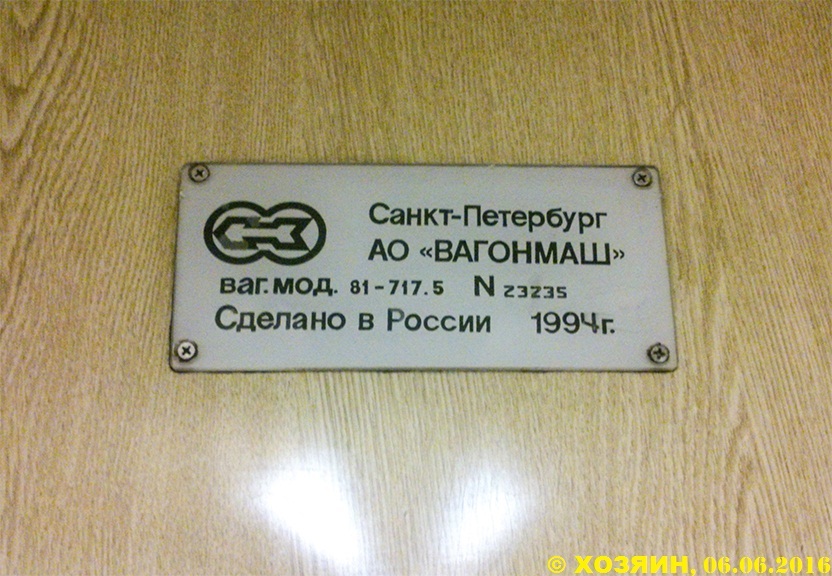 Санкт-Петербург
АО «ВАГОНМАШ»
ваг.мод. 81-717.5 N 23235
Сделано в России 1994г.
© ХОЗЯИН, 06.06.2016